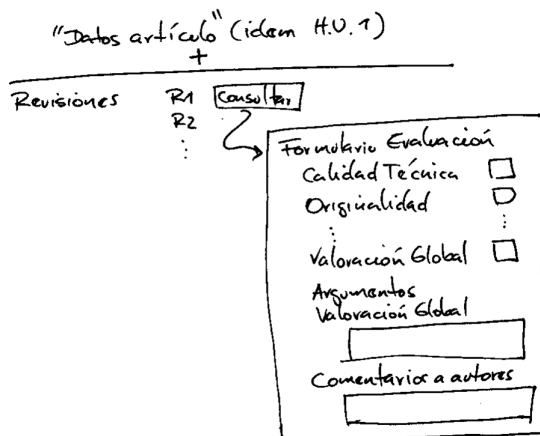 "Datos artículo" (idem H.U.1)
+
Revisiones R1 Consultar
R2
⋮
Formulario Evaluación
Calidad Técnica
Originalidad
⋮
Valoración Global
Argumentos
Valoración Global
Comentarios a autores